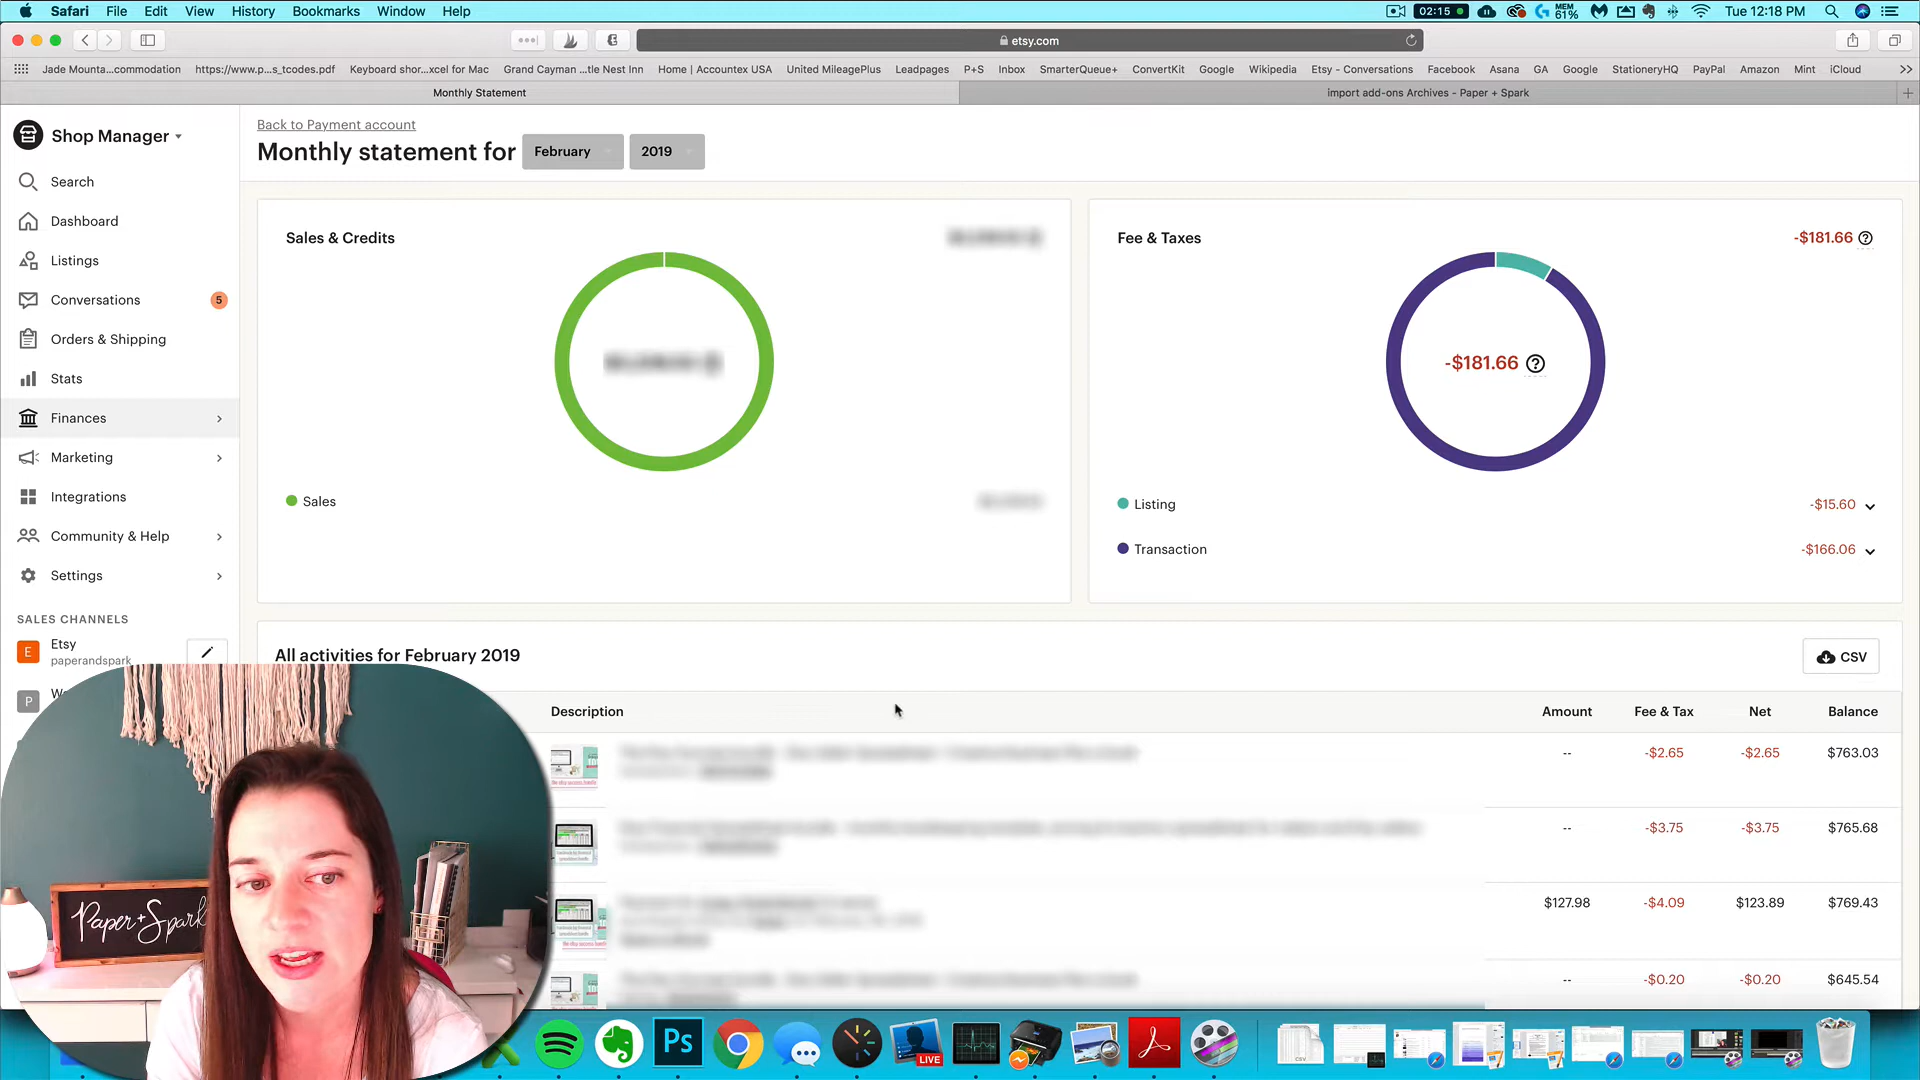 Safari File Edit View History Bookmarks Window Help 02:15 MEM 61% Tue 12:18 PM
etsy.com
Jade Mounta...commodation https://www.p...s_tcodes.pdf Keyboard shor...xcel for Mac Grand Cayman ...tle Nest Inn Home | Accountex USA United MileagePlus Leadpages P+S Inbox SmarterQueue+ ConvertKit Google Wikipedia Etsy - Conversations Facebook Asana GA Google StationeryHQ PayPal Amazon Mint iCloud
Monthly Statement import add-ons Archives - Paper + Spark
Shop Manager
Search
Dashboard
Listings
Conversations 5
Orders & Shipping
Stats
Finances
Marketing
Integrations
Community & Help
Settings
SALES CHANNELS
E Etsy
paperandspark
P
Back to Payment account
Monthly statement for February 2019
Sales & Credits
Sales
Fee & Taxes -$181.66
-$181.66
Listing -$15.60
Transaction -$166.06
All activities for February 2019 CSV
Description Amount Fee & Tax Net Balance
-- -$2.65 -$2.65 $763.03
-- -$3.75 -$3.75 $765.68
$127.98 -$4.09 $123.89 $769.43
-- -$0.20 -$0.20 $645.54
Paper + Spark
Ps
LIVE
CSV